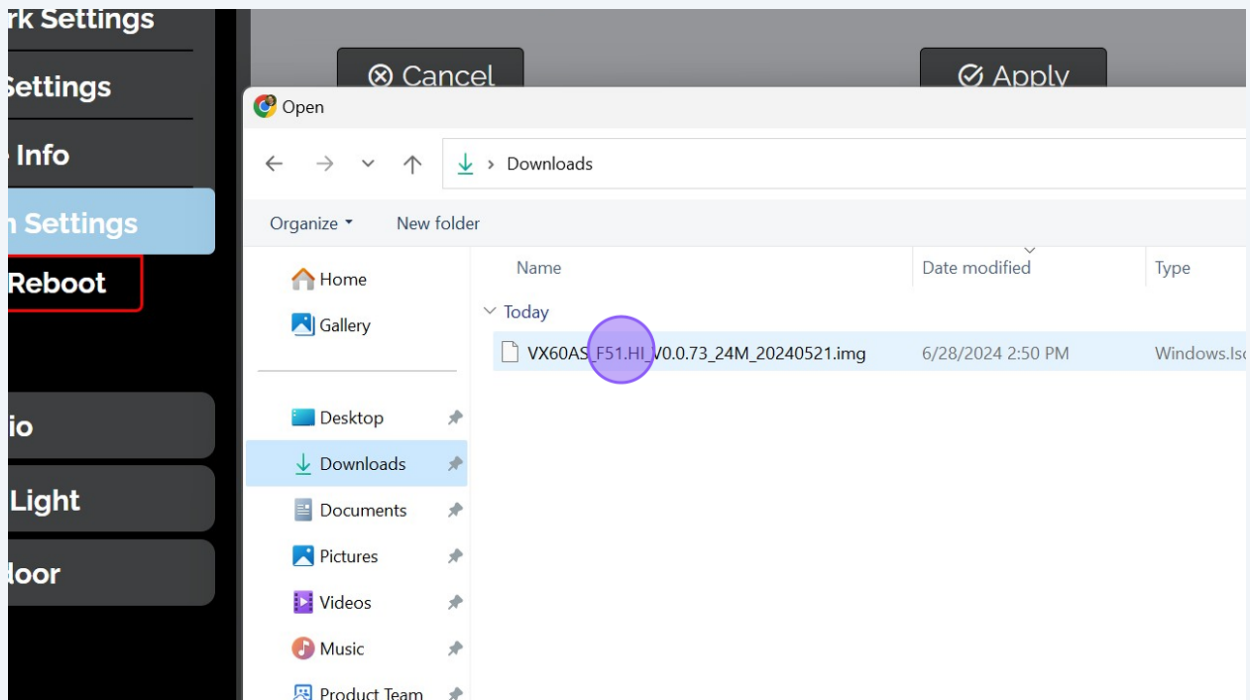 rk Settings
Settings
Info
Settings
Reboot
io
Light
loor
Cancel
Apply
Open
Downloads
Organize
New folder
Home
Gallery
Desktop
Downloads
Documents
Pictures
Videos
Music
Product Team
Name Date modified Type
Today
VX60AS_F51.HI_V0.0.73_24M_20240521.img 6/28/2024 2:50 PM Windows.Iso